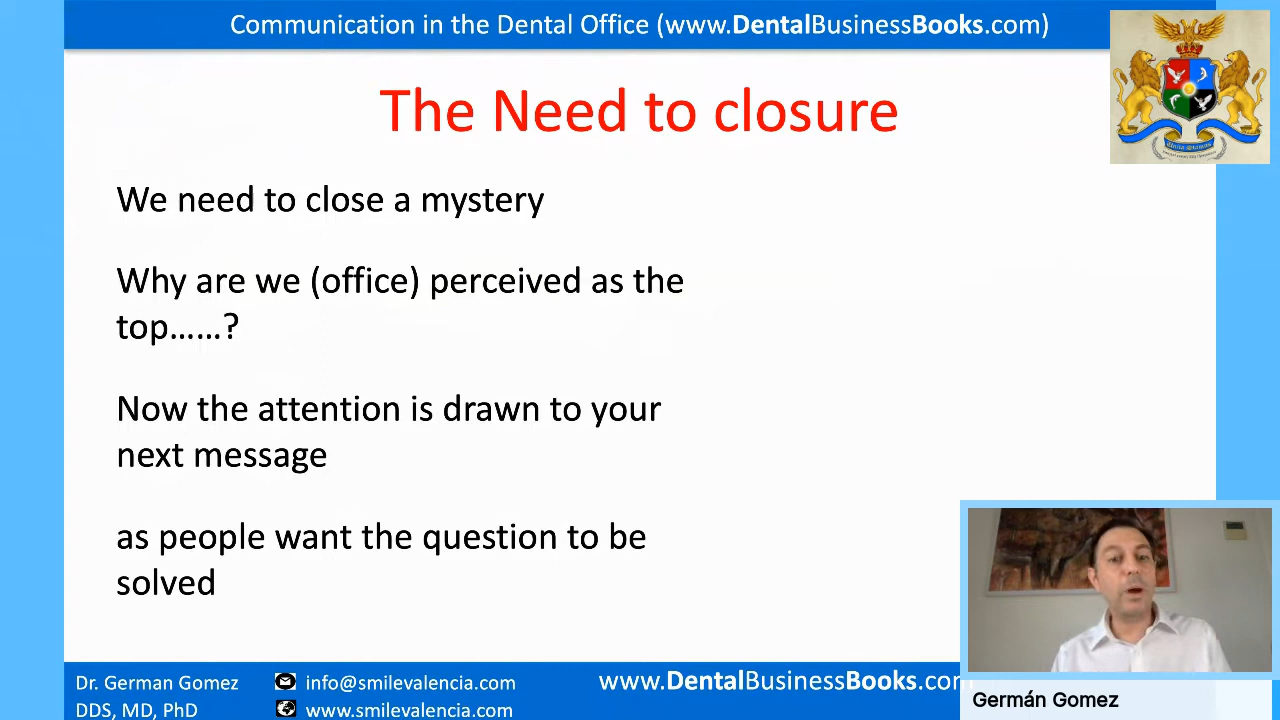 Communication in the Dental Office (www.DentalBusinessBooks.com)
The Need to closure
We need to close a mystery
Why are we (office) perceived as the
top......?
Now the attention is drawn to your
next message
as people want the question to be
solved
Dr. German Gomez
DDS, MD, PhD
info@smilevalencia.com
www.smilevalencia.com
www.DentalBusinessBooks.com
Germán Gomez